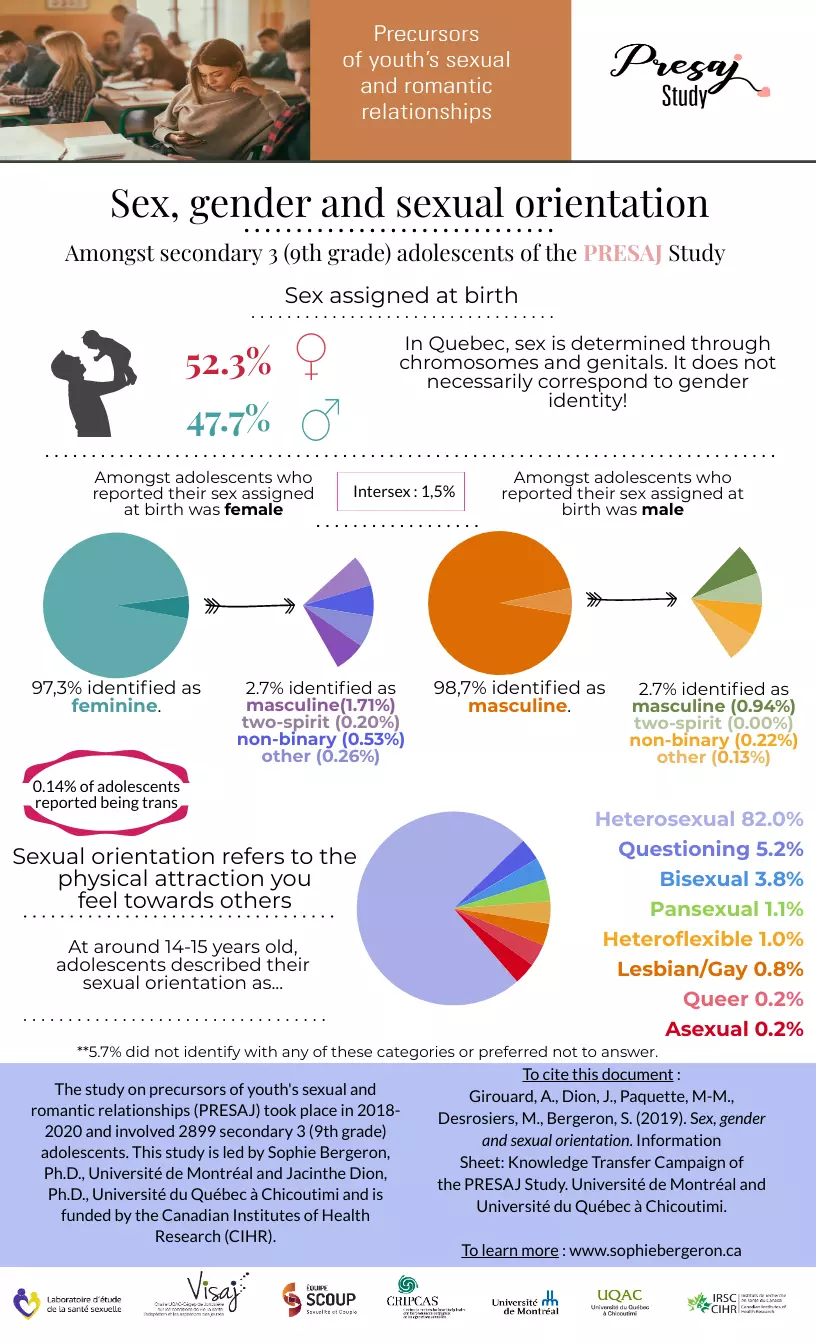 Precursors
of youth's sexual
and romantic
relationships
Presaj
Study
Sex, gender and sexual orientation
Amongst secondary 3 (9th grade) adolescents of the PRESAJ Study
Sex assigned at birth
52.3%
47.7%
In Quebec, sex is determined through
chromosomes and genitals. It does not
necessarily correspond to gender
identity!
Amongst adolescents who
reported their sex assigned
at birth was female
Intersex : 1,5%
Amongst adolescents who
reported their sex assigned at
birth was male
97,3% identified as
feminine.
2.7% identified as
masculine(1.71%)
two-spirit (0.20%)
non-binary (0.53%)
other (0.26%)
98,7% identified as
masculine.
2.7% identified as
masculine (0.94%)
two-spirit (0.00%)
non-binary (0.22%)
other (0.13%)
0.14% of adolescents
reported being trans
Sexual orientation refers to the
physical attraction you
feel towards others
At around 14-15 years old,
adolescents described their
sexual orientation as...
Heterosexual 82.0%
Questioning 5.2%
Bisexual 3.8%
Pansexual 1.1%
Heteroflexible 1.0%
Lesbian/Gay 0.8%
Queer 0.2%
Asexual 0.2%
**5.7% did not identify with any of these categories or preferred not to answer.
The study on precursors of youth's sexual and
romantic relationships (PRESAJ) took place in 2018-
2020 and involved 2899 secondary 3 (9th grade)
adolescents. This study is led by Sophie Bergeron,
Ph.D., Université de Montréal and Jacinthe Dion,
Ph.D., Université du Québec à Chicoutimi and is
funded by the Canadian Institutes of Health
Research (CIHR).
To cite this document :
Girouard, A., Dion, J., Paquette, M-M.,
Desrosiers, M., Bergeron, S. (2019). Sex, gender
and sexual orientation. Information
Sheet: Knowledge Transfer Campaign of
the PRESAJ Study. Université de Montréal and
Université du Québec à Chicoutimi.
To learn more : www.sophiebergeron.ca
Laboratoire d'étude
de la santé sexuelle
Visaj
ÉQUIPE
SCOUP
Sexualité et Couple
CRIPCAS
Université
de Montréal
UQAC
Université du Québec
à Chicoutimi
IRSC
CIHR
Instituts de recherche
en santé du Canada
Canadian Institutes of
Health Research